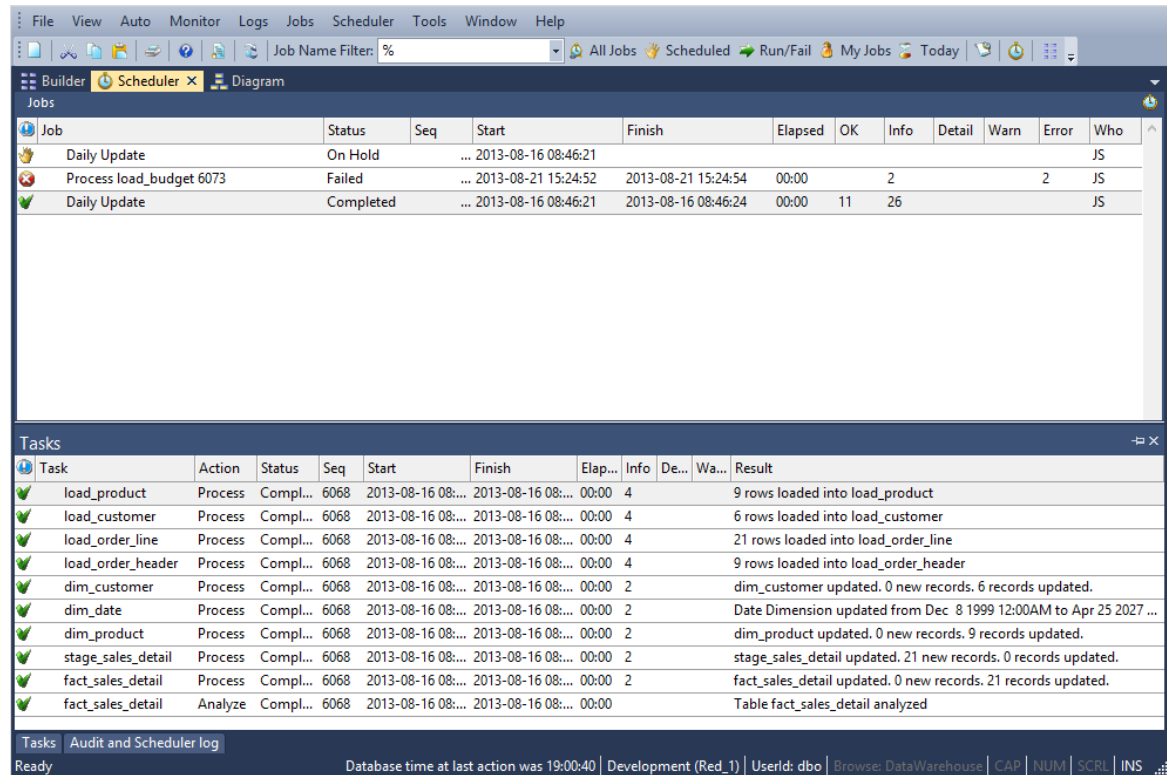 File View Auto Monitor Logs Jobs Scheduler Tools Window Help
Job Name Filter: % All Jobs Scheduled Run/Fail My Jobs Today
Builder Scheduler Diagram
Jobs
Job Status Seq Start Finish Elapsed OK Info Detail Warn Error Who
Daily Update On Hold ... 2013-08-16 08:46:21 JS
Process load_budget 6073 Failed ... 2013-08-21 15:24:52 2013-08-21 15:24:54 00:00 2 2 JS
Daily Update Completed ... 2013-08-16 08:46:21 2013-08-16 08:46:24 00:00 11 26 JS
Tasks
Task Action Status Seq Start Finish Elap... Info De... Wa... Result
load_product Process Compl... 6068 2013-08-16 08:... 2013-08-16 08:... 00:00 4 9 rows loaded into load_product
load_customer Process Compl... 6068 2013-08-16 08:... 2013-08-16 08:... 00:00 4 6 rows loaded into load_customer
load_order_line Process Compl... 6068 2013-08-16 08:... 2013-08-16 08:... 00:00 4 21 rows loaded into load_order_line
load_order_header Process Compl... 6068 2013-08-16 08:... 2013-08-16 08:... 00:00 4 9 rows loaded into load_order_header
dim_customer Process Compl... 6068 2013-08-16 08:... 2013-08-16 08:... 00:00 2 dim_customer updated. 0 new records. 6 records updated.
dim_date Process Compl... 6068 2013-08-16 08:... 2013-08-16 08:... 00:00 2 Date Dimension updated from Dec 8 1999 12:00AM to Apr 25 2027 ...
dim_product Process Compl... 6068 2013-08-16 08:... 2013-08-16 08:... 00:00 2 dim_product updated. 0 new records. 9 records updated.
stage_sales_detail Process Compl... 6068 2013-08-16 08:... 2013-08-16 08:... 00:00 2 stage_sales_detail updated. 21 new records. 0 records updated.
fact_sales_detail Process Compl... 6068 2013-08-16 08:... 2013-08-16 08:... 00:00 2 fact_sales_detail updated. 0 new records. 21 records updated.
fact_sales_detail Analyze Compl... 6068 2013-08-16 08:... 2013-08-16 08:... 00:00 Table fact_sales_detail analyzed
Tasks Audit and Scheduler log
Ready Database time at last action was 19:00:40 Development (Red_1) UserId: dbo Browse: DataWarehouse CAP NUM SCRL INS